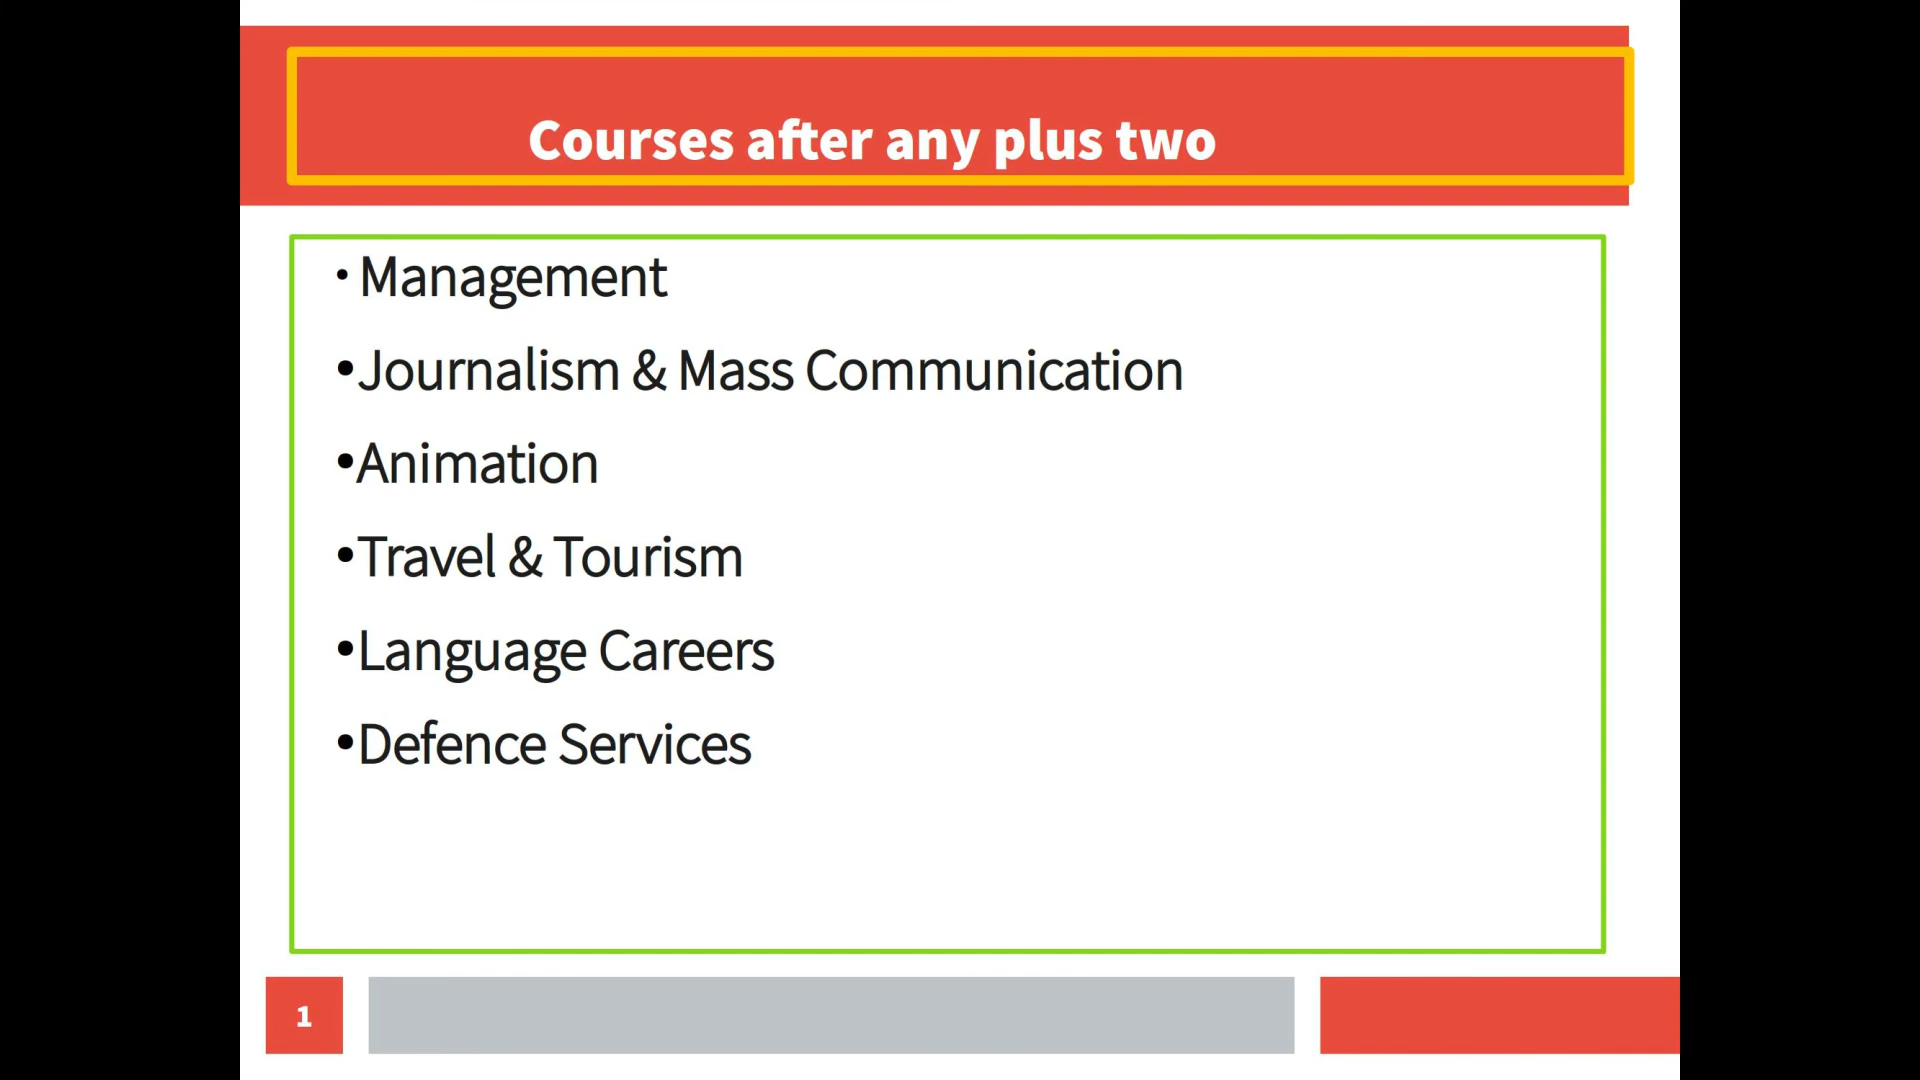 Courses after any plus two
• Management
•Journalism & Mass Communication
•Animation
•Travel & Tourism
•Language Careers
•Defence Services
1